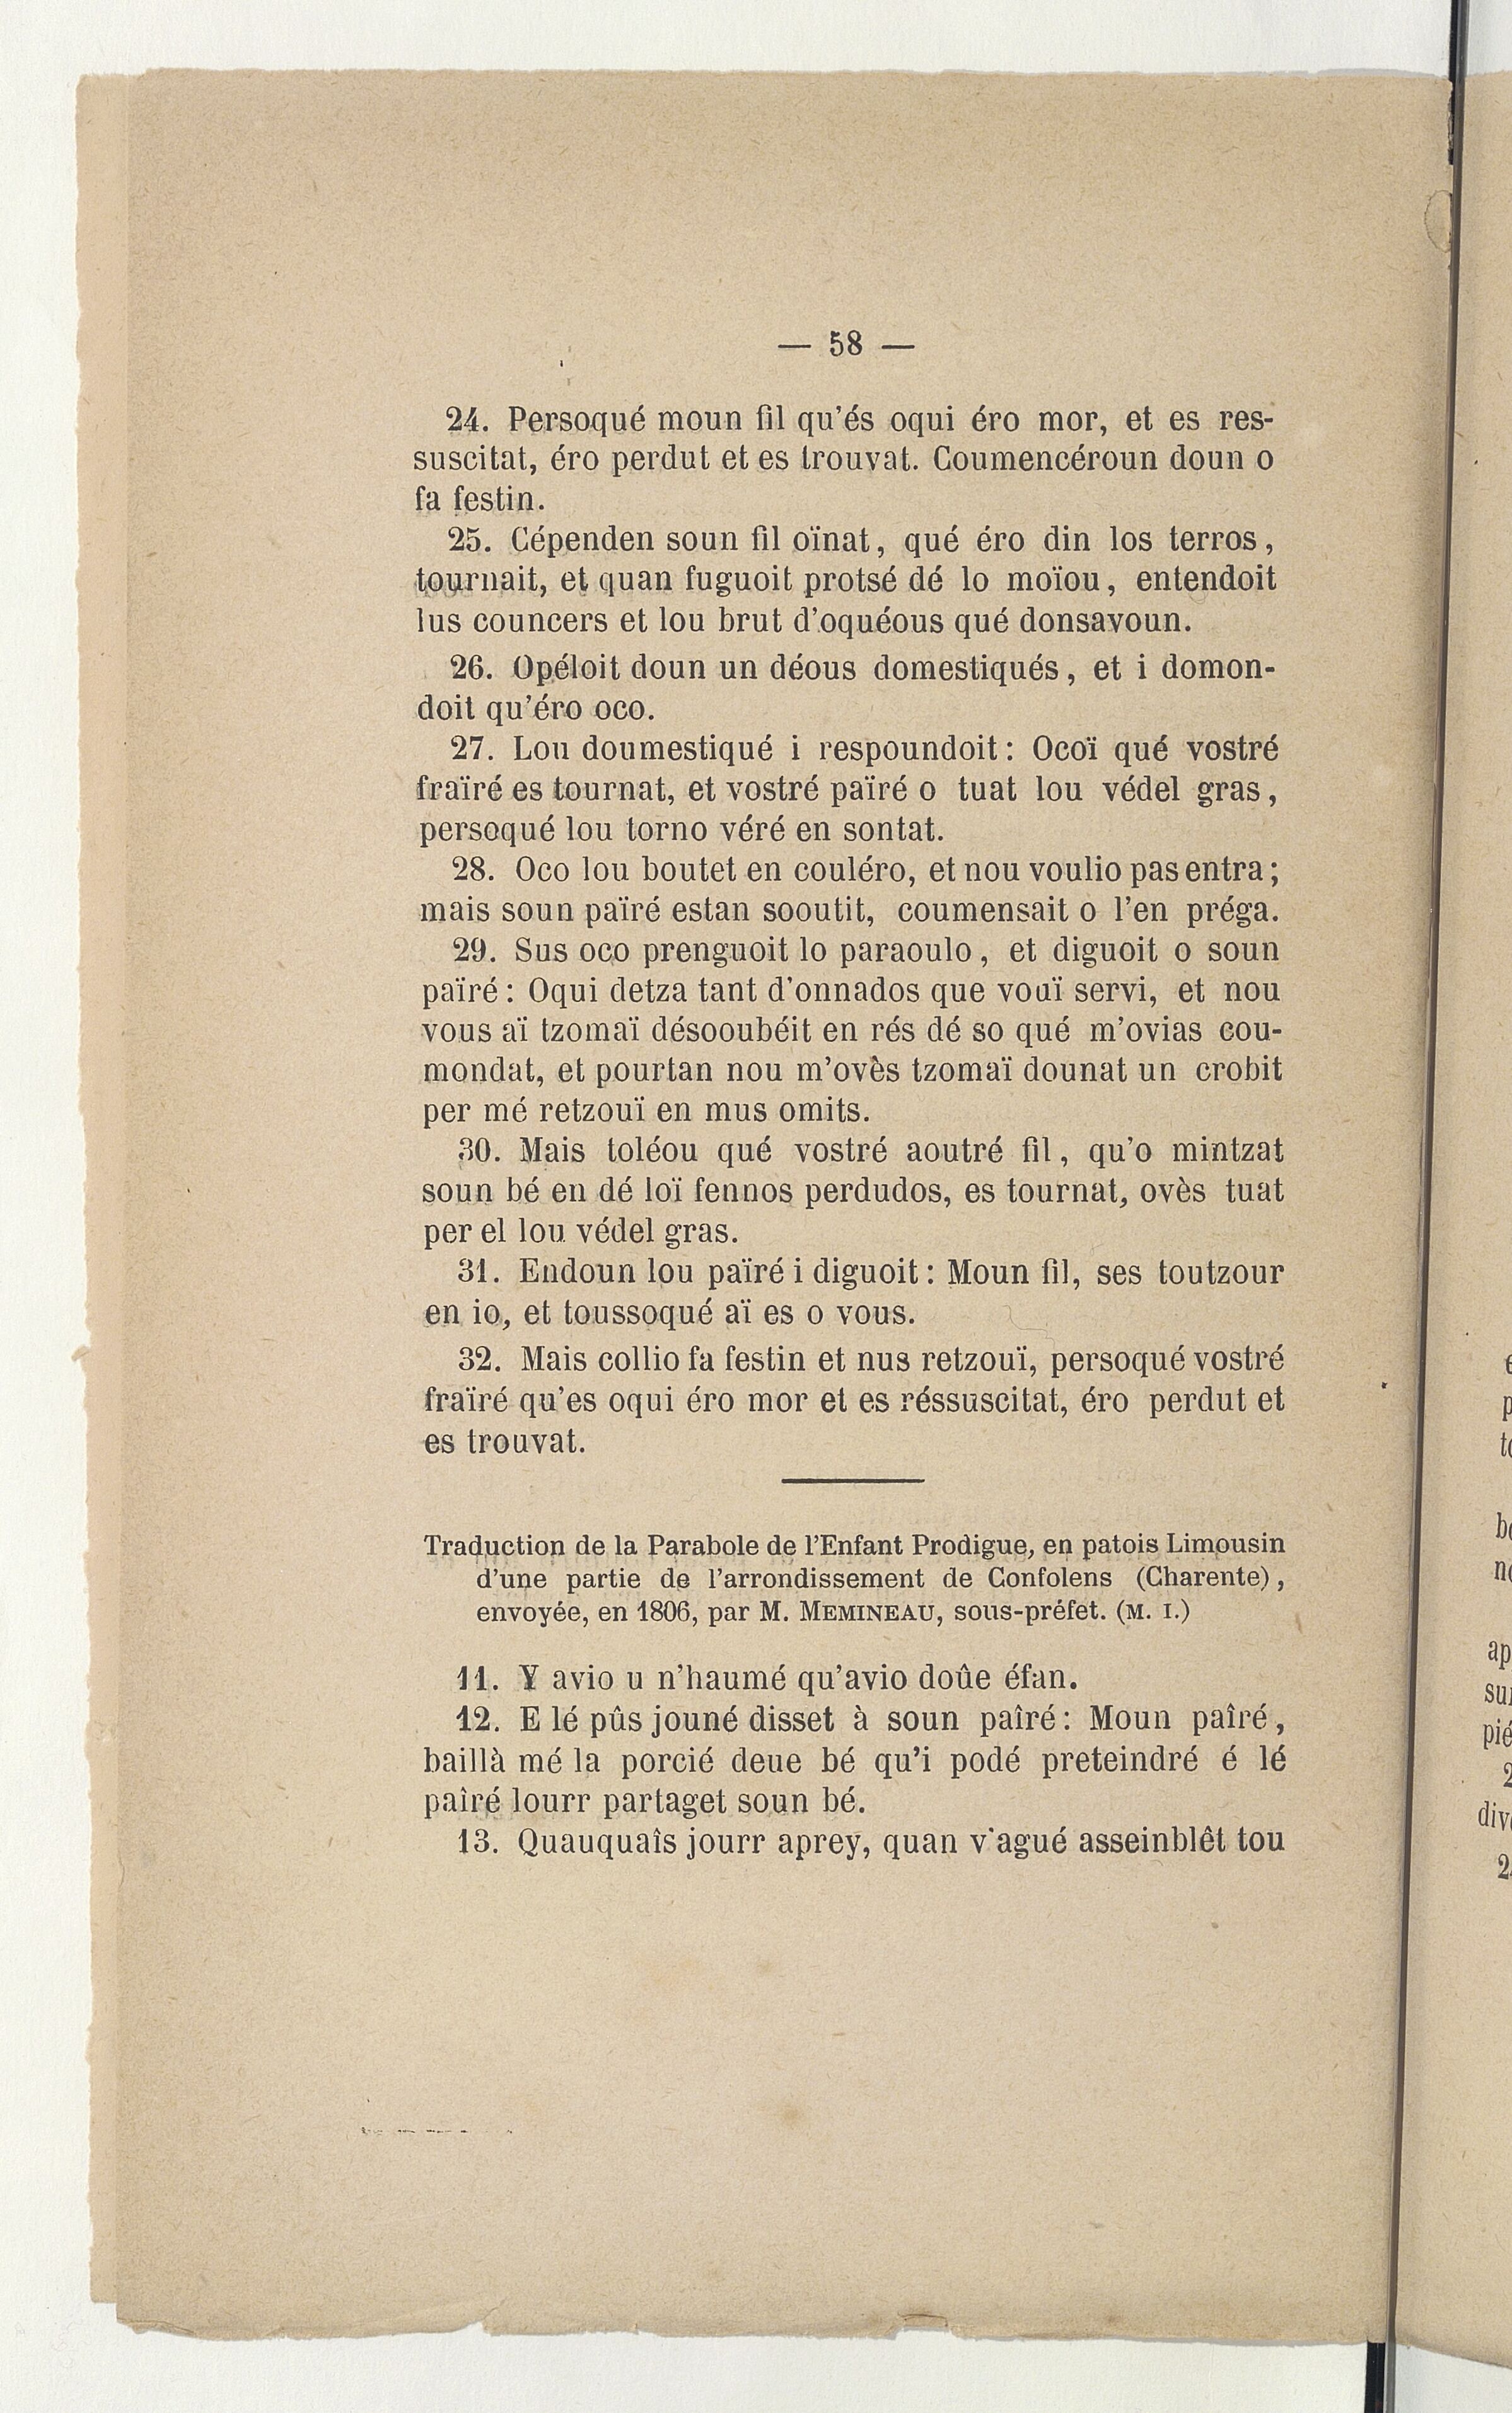 — 58 —
24. Persoqué moun fil qu'és oqui éro mor, et es res-
suscitat, éro perdut et es trouvat. Coumencéroun doun o
fa festin.
25. Cépenden soun fil oïnat, qué éro din los terros,
tournait, et quan fuguoit protsé dé lo moïou, entendoit
lus councers et lou brut d'oquéous qué donsavoun.
26. Opéloit doun un déous domestiqués, et i domon-
doit qu'éro oco.
27. Lou doumestiqué i respoundoit: Ocoï qué vostré
fraïré es tournat, et vostré païré o tuat lou védel gras,
persoqué lou torno véré en sontat.
28. Oco lou boutet en couléro, et nou voulio pas entra;
mais soun païré estan sooutit, coumensait o l'en préga.
29. Sus oco prenguoit lo paraoulo, et diguoit o soun
païré: Oqui detza tant d'onnados que vouï servi, et nou
vous aï tzomaï désooubéit en rés dé so qué m'ovias cou-
mondat, et pourtan nou m'ovès tzomaï dounat un crobit
per mé retzouï en mus omits.
30. Mais toléou qué vostré aoutré fil, qu'o mintzat
soun bé en dé loï fennos perdudos, es tournat, ovès tuat
per el lou védel gras.
31. Endoun lou païré i diguoit: Moun fil, ses toutzour
en io, et toussoqué aï es o vous.
32. Mais collio fa festin et nus retzouï, persoqué vostré
fraïré qu'es oqui éro mor et es réssuscitat, éro perdut et
es trouvat.
Traduction de la Parabole de l'Enfant Prodigue, en patois Limousin
d'une partie de l'arrondissement de Confolens (Charente),
envoyée, en 1806, par M. MEMINEAU, sous-préfet. (M. I.)
11. Y avio u n'haumé qu'avio doûe éfan.
12. E lé pûs jouné disset à soun paîré: Moun paîré,
baillà mé la porcié deue bé qu'i podé preteindré é lé
paîré lourr partaget soun bé.
13. Quauquaîs jourr aprey, quan v'agué asseinblêt tou